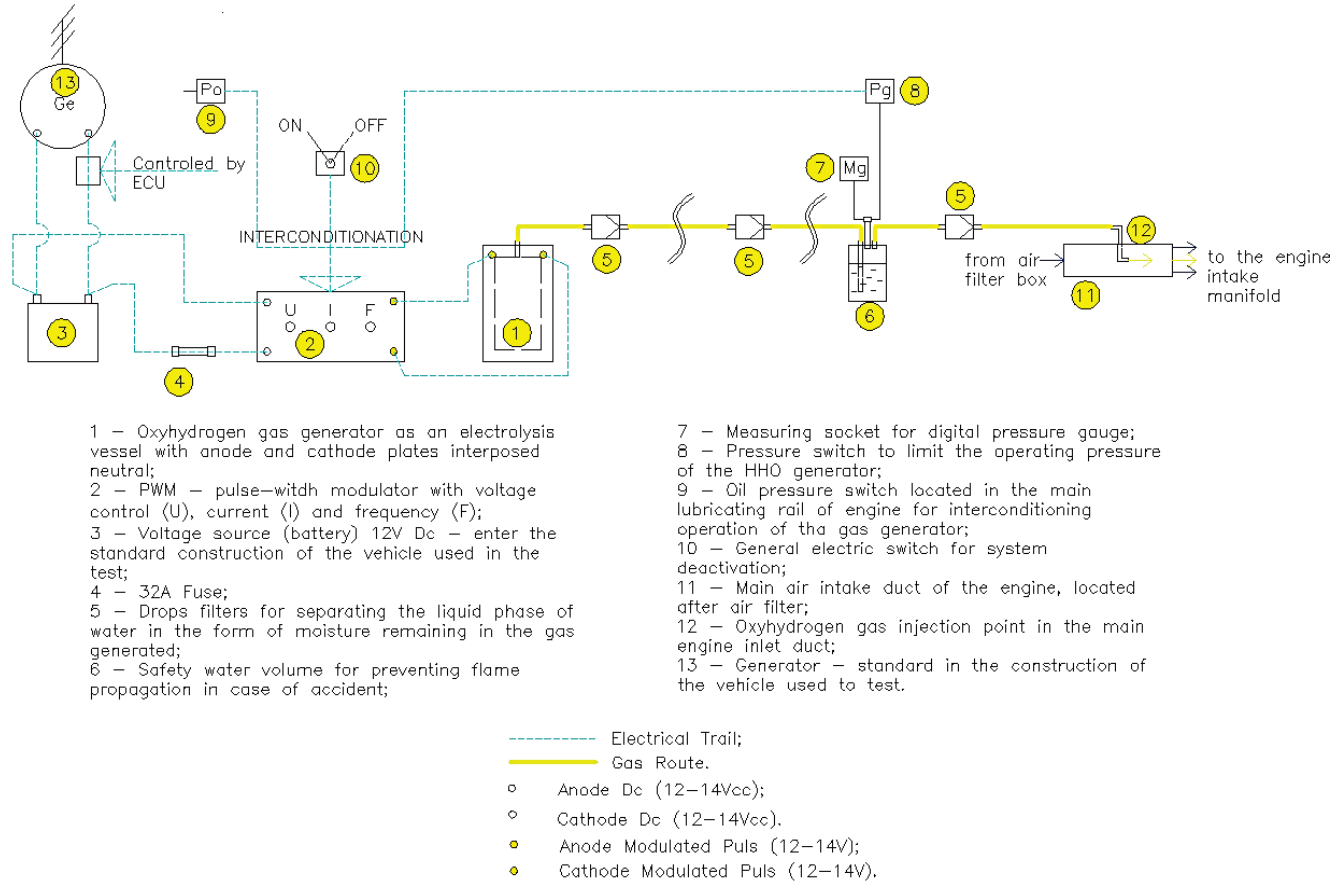 13
Ge
Po
9
ON
OFF
10
Controled by
ECU
INTERCONDITIONATION
Pg
8
7
Mg
5
5
5
12
from air
filter box
to the engine
intake
manifold
11
6
3
4
U I F
2
1
1 – Oxyhydrogen gas generator as an electrolysis
vessel with anode and cathode plates interposed
neutral;
2 – PWM – pulse–witdh modulator with voltage
control (U), current (I) and frequency (F);
3 – Voltage source (battery) 12V Dc – enter the
standard construction of the vehicle used in the
test;
4 – 32A Fuse;
5 – Drops filters for separating the liquid phase of
water in the form of moisture remaining in the gas
generated;
6 – Safety water volume for preventing flame
propagation in case of accident;
7 – Measuring socket for digital pressure gauge;
8 – Pressure switch to limit the operating pressure
of the HHO generator;
9 – Oil pressure switch located in the main
lubricating rail of engine for interconditioning
operation of tha gas generator;
10 – General electric switch for system
deactivation;
11 – Main air intake duct of the engine, located
after air filter;
12 – Oxyhydrogen gas injection point in the main
engine inlet duct;
13 – Generator – standard in the construction of
the vehicle used to test.
Electrical Trail;
Gas Route.
Anode Dc (12–14Vcc);
Cathode Dc (12–14Vcc).
Anode Modulated Puls (12–14V);
Cathode Modulated Puls (12–14V).